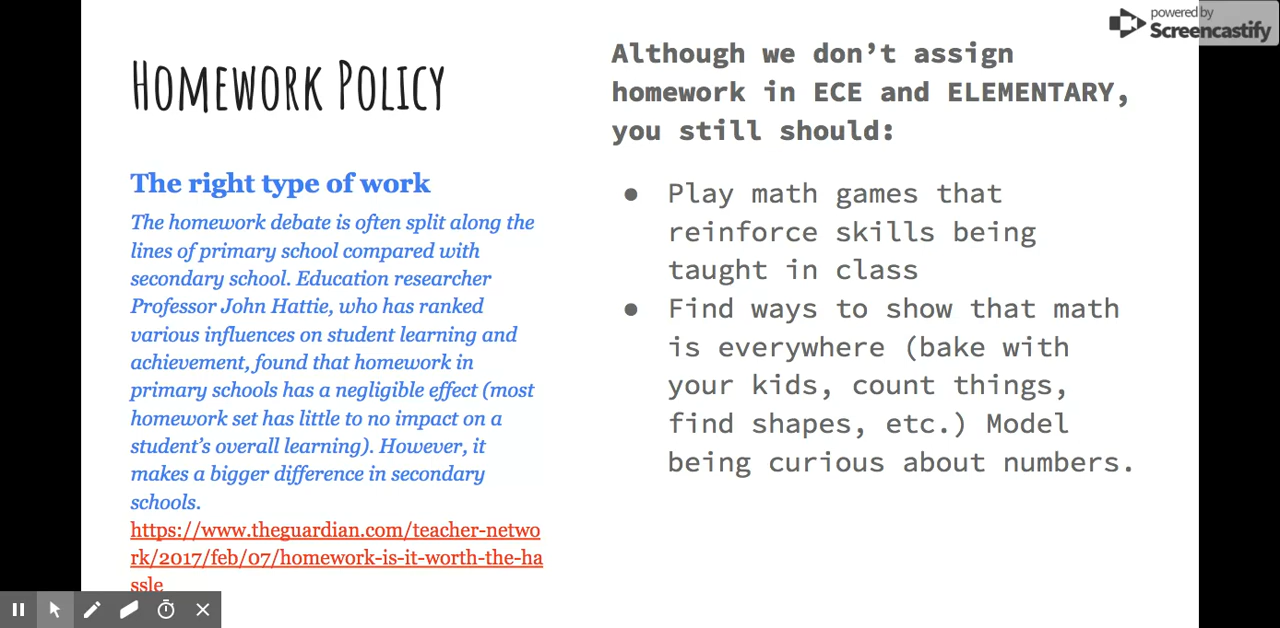 powered by
Screencastify
HOMEWORK POLICY
The right type of work
The homework debate is often split along the
lines of primary school compared with
secondary school. Education researcher
Professor John Hattie, who has ranked
various influences on student learning and
achievement, found that homework in
primary schools has a negligible effect (most
homework set has little to no impact on a
student's overall learning). However, it
makes a bigger difference in secondary
schools.
https://www.theguardian.com/teacher-netwo
rk/2017/feb/07/homework-is-it-worth-the-ha
ssle
Although we don't assign
homework in ECE and ELEMENTARY,
you still should:
● Play math games that
reinforce skills being
taught in class
● Find ways to show that math
is everywhere (bake with
your kids, count things,
find shapes, etc.) Model
being curious about numbers.